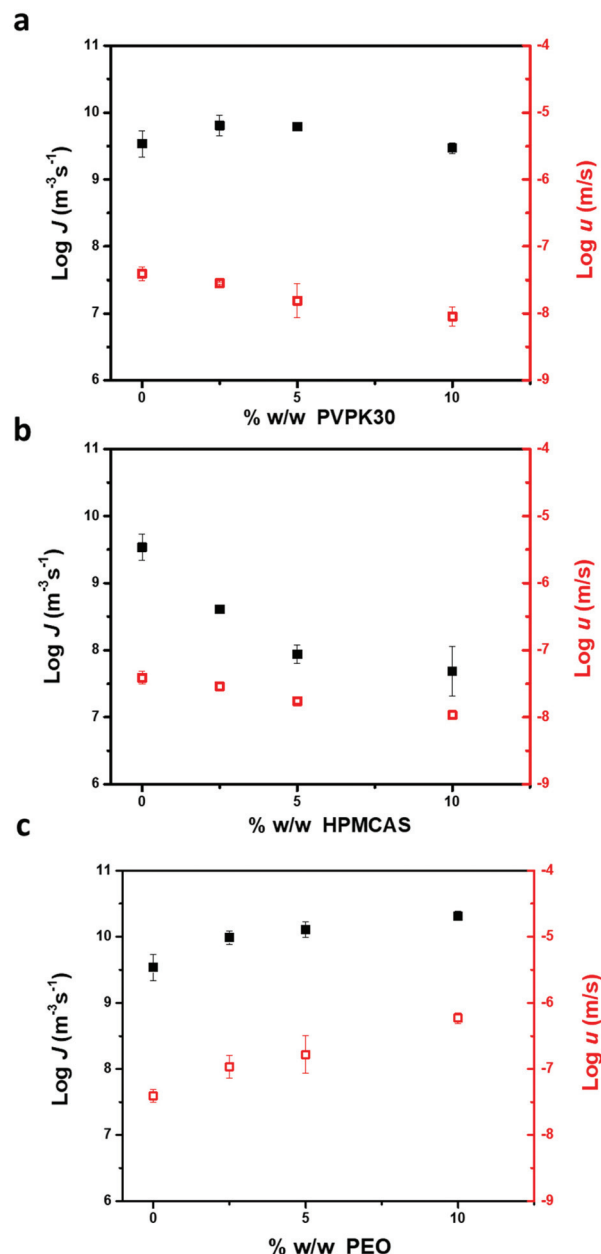 a
11
10
9
8
7
6
Log J (m⁻³s⁻¹)
-4
-5
-6
-7
-8
-9
Log u (m/s)
0 5 10
% w/w PVPK30
b
11
10
9
8
7
6
Log J (m⁻³s⁻¹)
-4
-5
-6
-7
-8
-9
Log u (m/s)
0 5 10
% w/w HPMCAS
c
11
10
9
8
7
6
Log J (m⁻³s⁻¹)
-4
-5
-6
-7
-8
-9
Log u (m/s)
0 5 10
% w/w PEO